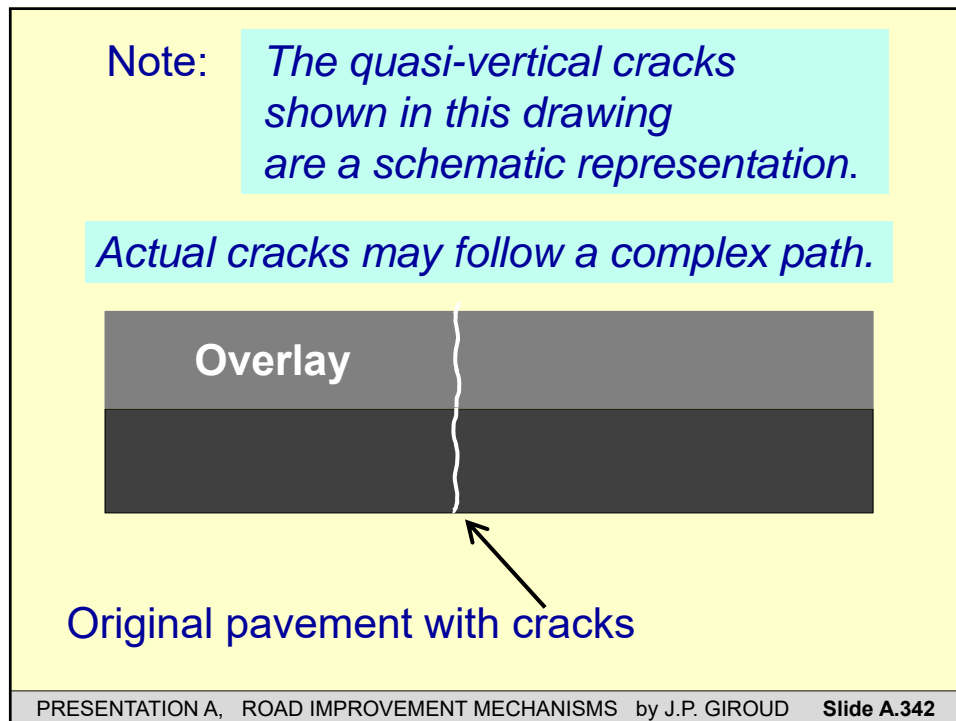 Note: The quasi-vertical cracks
shown in this drawing
are a schematic representation.
Actual cracks may follow a complex path.
Overlay
Original pavement with cracks
PRESENTATION A, ROAD IMPROVEMENT MECHANISMS by J.P. GIROUD Slide A.342